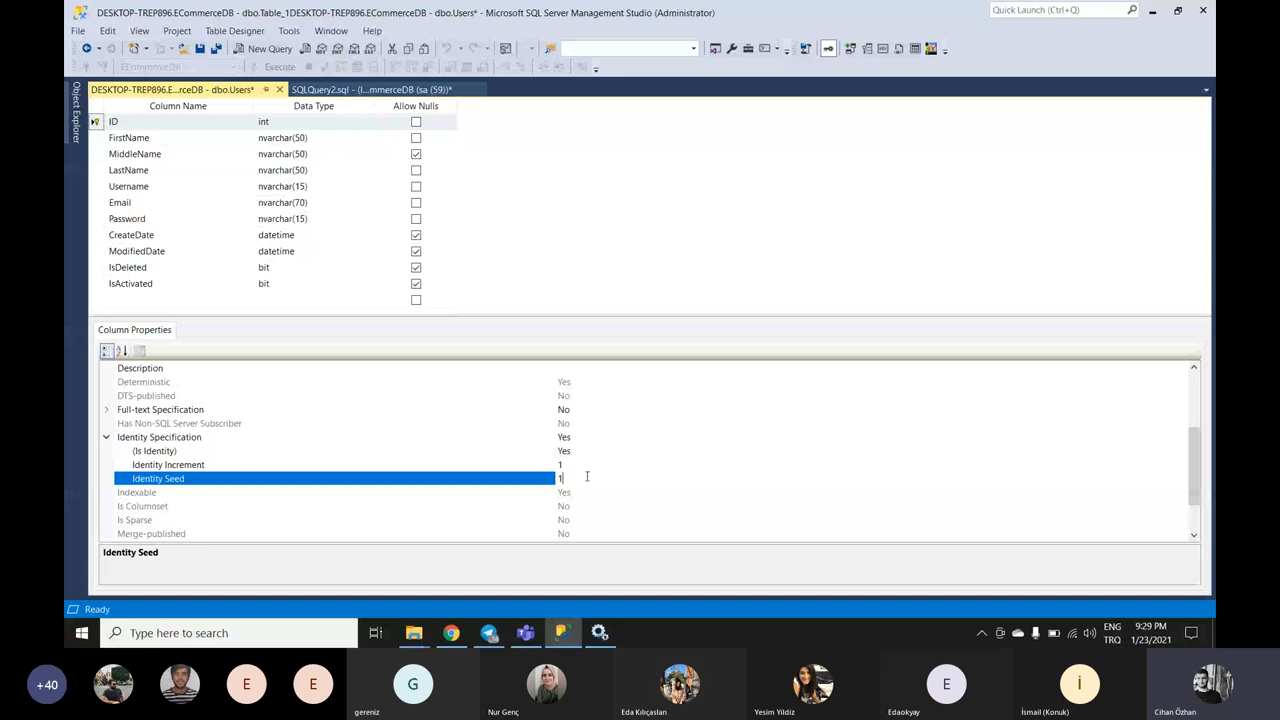 DESKTOP-TREP896.ECommerceDB - dbo.Table_1DESKTOP-TREP896.ECommerceDB - dbo.Users* - Microsoft SQL Server Management Studio (Administrator)
Quick Launch (Ctrl+Q)
File Edit View Project Table Designer Tools Window Help
New Query
ECommerceDB Execute
Object Explorer
DESKTOP-TREP896.E...rceDB - dbo.Users* SQLQuery2.sql - (l...mmerceDB (sa (59))*
Column Name Data Type Allow Nulls
ID int
FirstName nvarchar(50)
MiddleName nvarchar(50)
LastName nvarchar(50)
Username nvarchar(15)
Email nvarchar(70)
Password nvarchar(15)
CreateDate datetime
ModifiedDate datetime
IsDeleted bit
IsActivated bit
Column Properties
Description
Deterministic Yes
DTS-published No
Full-text Specification No
Has Non-SQL Server Subscriber No
Identity Specification Yes
(Is Identity) Yes
Identity Increment 1
Identity Seed 1
Indexable Yes
Is Columnset No
Is Sparse No
Merge-published No
Identity Seed
Ready
Type here to search
ENG 9:29 PM
TRQ 1/23/2021
+40 E E G E İ
gereniz Nur Genç Eda Kılıçaslan Yesim Yildiz Edaokyay İsmail (Konuk) Cihan Özhan